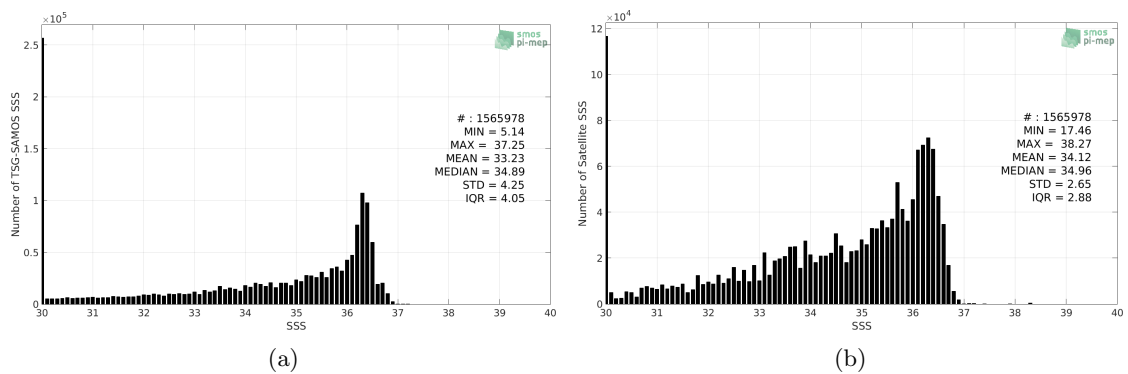 ×10⁵
smos
pi-mep
2.5
2
1.5
1
0.5
0
Number of TSG-SAMOS SSS
# : 1565978
MIN = 5.14
MAX = 37.25
MEAN = 33.23
MEDIAN = 34.89
STD = 4.25
IQR = 4.05
30 31 32 33 34 35 36 37 38 39 40
SSS
(a)
×10⁴
smos
pi-mep
12
10
8
6
4
2
0
Number of Satellite SSS
# : 1565978
MIN = 17.46
MAX = 38.27
MEAN = 34.12
MEDIAN = 34.96
STD = 2.65
IQR = 2.88
30 31 32 33 34 35 36 37 38 39 40
SSS
(b)